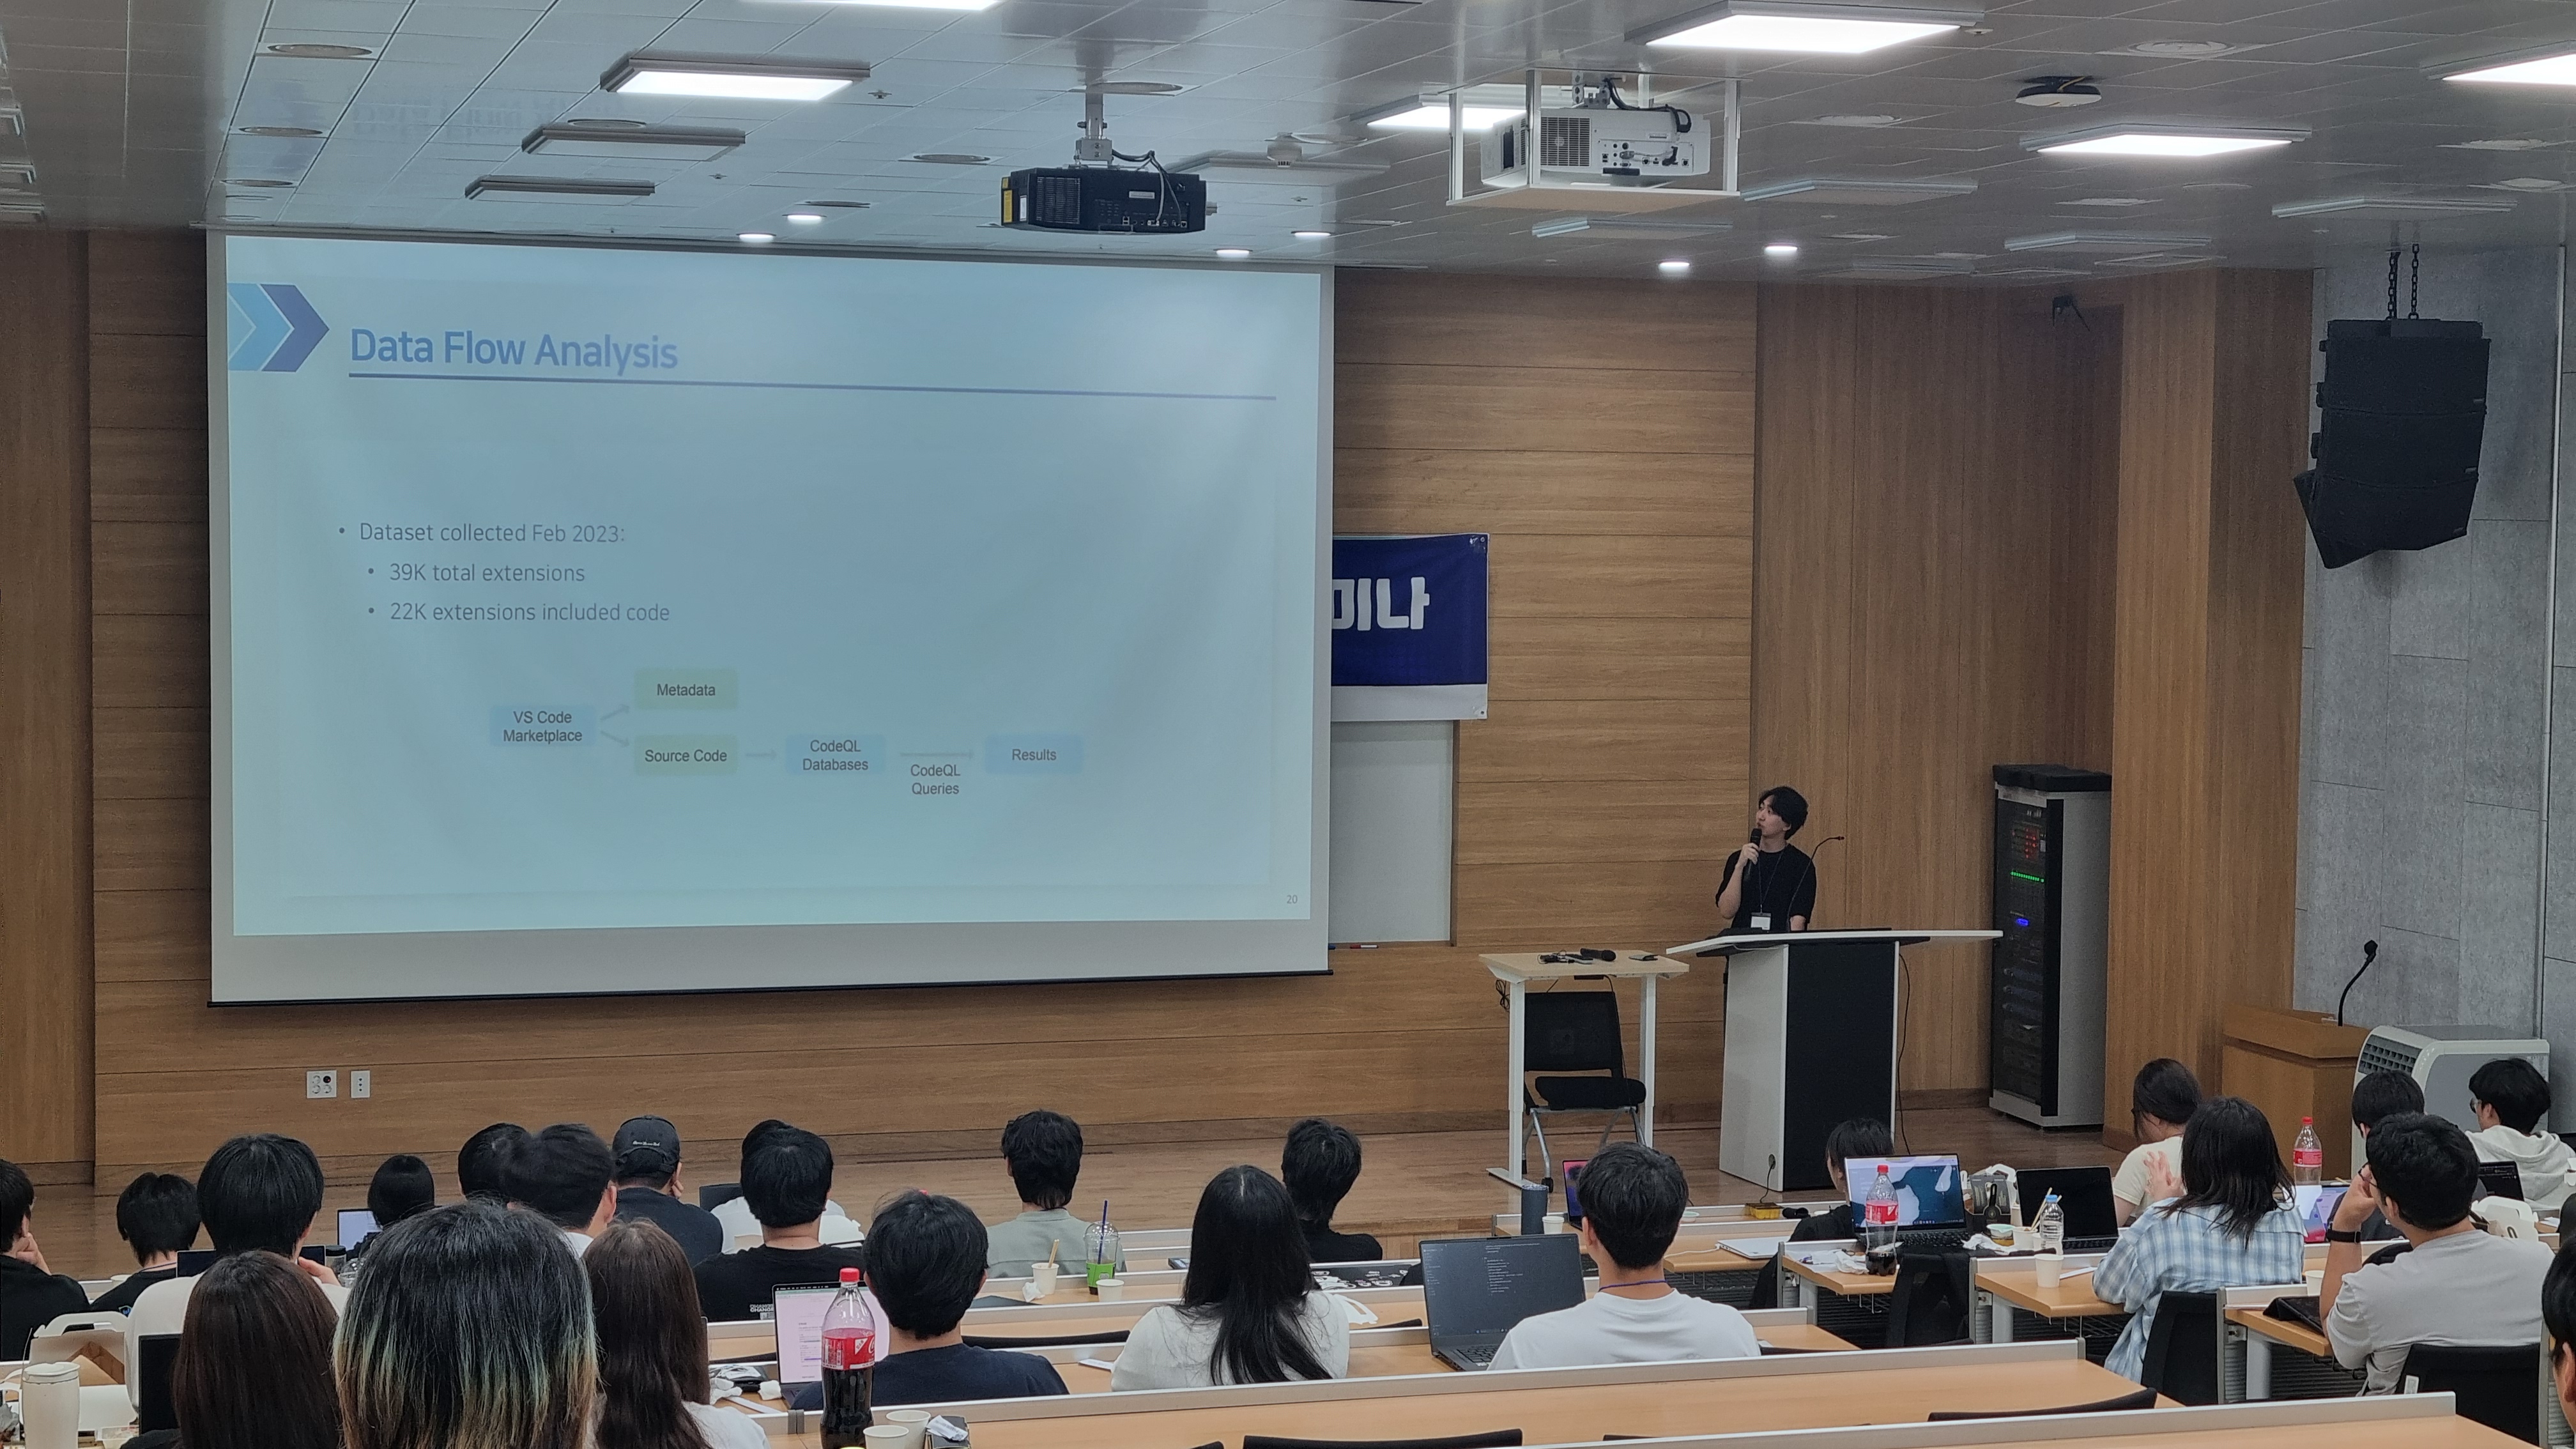 Data Flow Analysis
• Dataset collected Feb 2023:
• 39K total extensions
• 22K extensions included code
VS Code
Marketplace
Metadata
Source Code
CodeQL
Databases
CodeQL
Queries
Results
20
미나